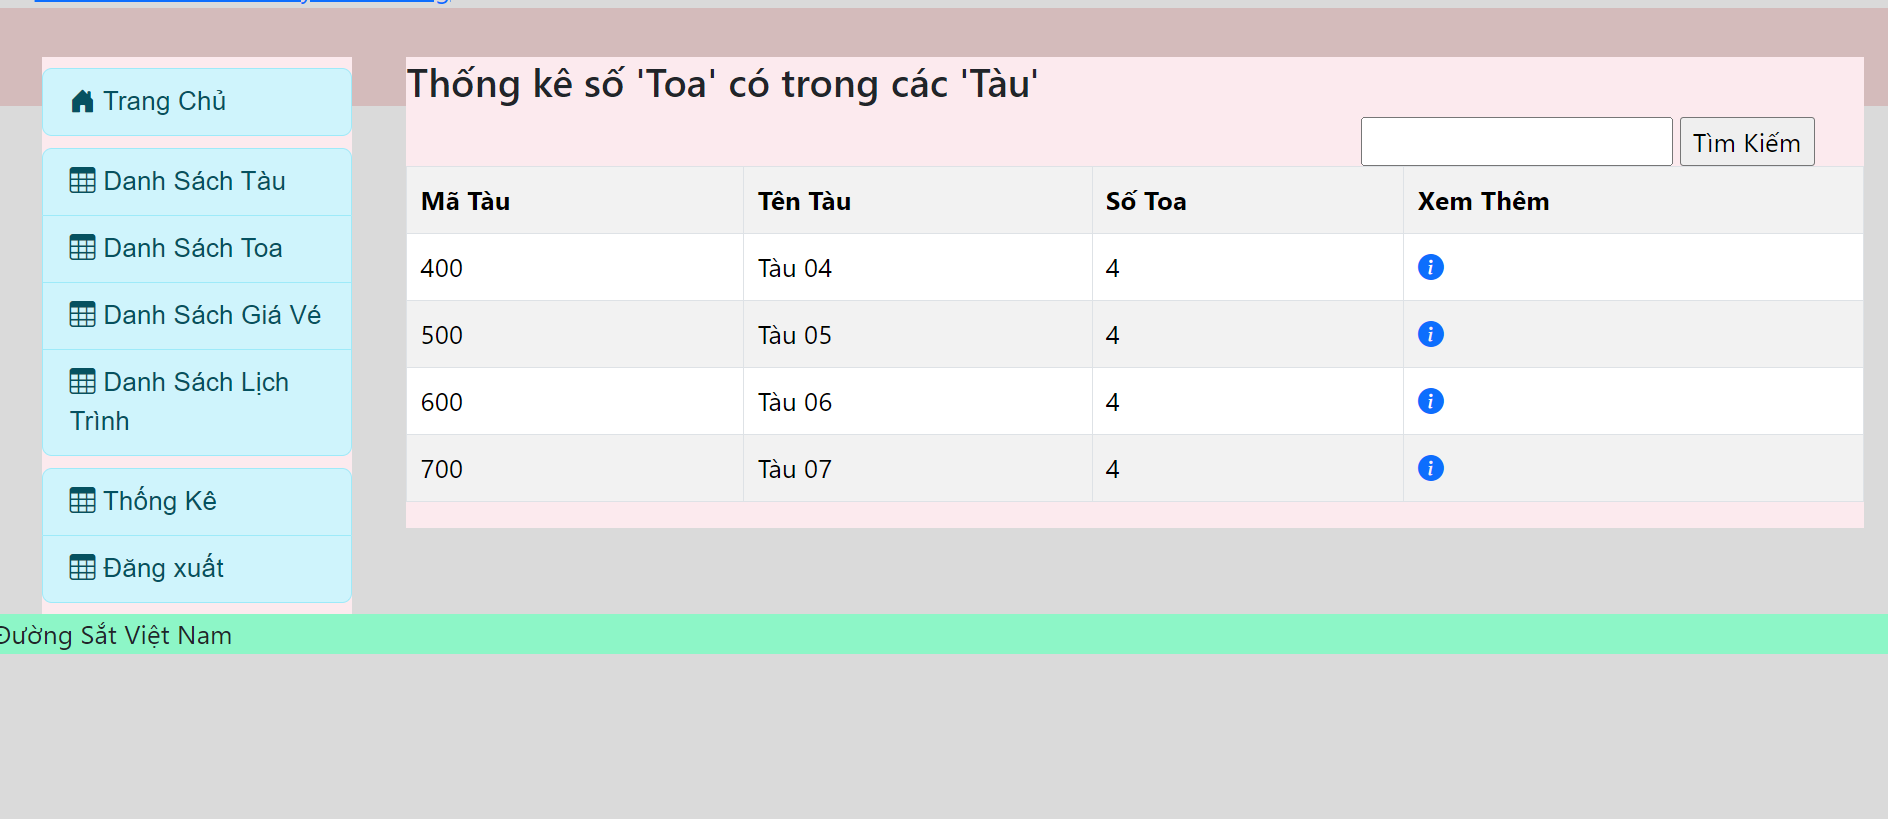 Trang Chủ
Danh Sách Tàu
Danh Sách Toa
Danh Sách Giá Vé
Danh Sách Lịch
Trình
Thống Kê
Đăng xuất
Thống kê số 'Toa' có trong các 'Tàu'
Tìm Kiếm
Mã Tàu Tên Tàu Số Toa Xem Thêm
400 Tàu 04 4
500 Tàu 05 4
600 Tàu 06 4
700 Tàu 07 4
Đường Sắt Việt Nam